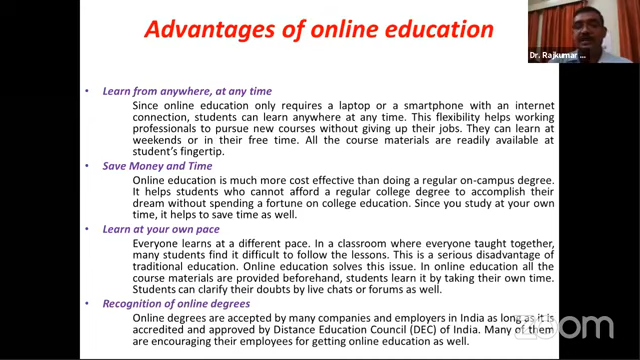 Advantages of online education
Dr. Rajkumar ...
• Learn from anywhere, at any time
Since online education only requires a laptop or a smartphone with an internet
connection, students can learn anywhere at any time. This flexibility helps working
professionals to pursue new courses without giving up their jobs. They can learn at
weekends or in their free time. All the course materials are readily available at
student's fingertip.
• Save Money and Time
Online education is much more cost effective than doing a regular on-campus degree.
It helps students who cannot afford a regular college degree to accomplish their
dream without spending a fortune on college education. Since you study at your own
time, it helps to save time as well.
• Learn at your own pace
Everyone learns at a different pace. In a classroom where everyone taught together,
many students find it difficult to follow the lessons. This is a serious disadvantage of
traditional education. Online education solves this issue. In online education all the
course materials are provided beforehand, students learn it by taking their own time.
Students can clarify their doubts by live chats or forums as well.
• Recognition of online degrees
Online degrees are accepted by many companies and employers in India as long as it is
accredited and approved by Distance Education Council (DEC) of India. Many of them
are encouraging their employees for getting online education as well.
zoom